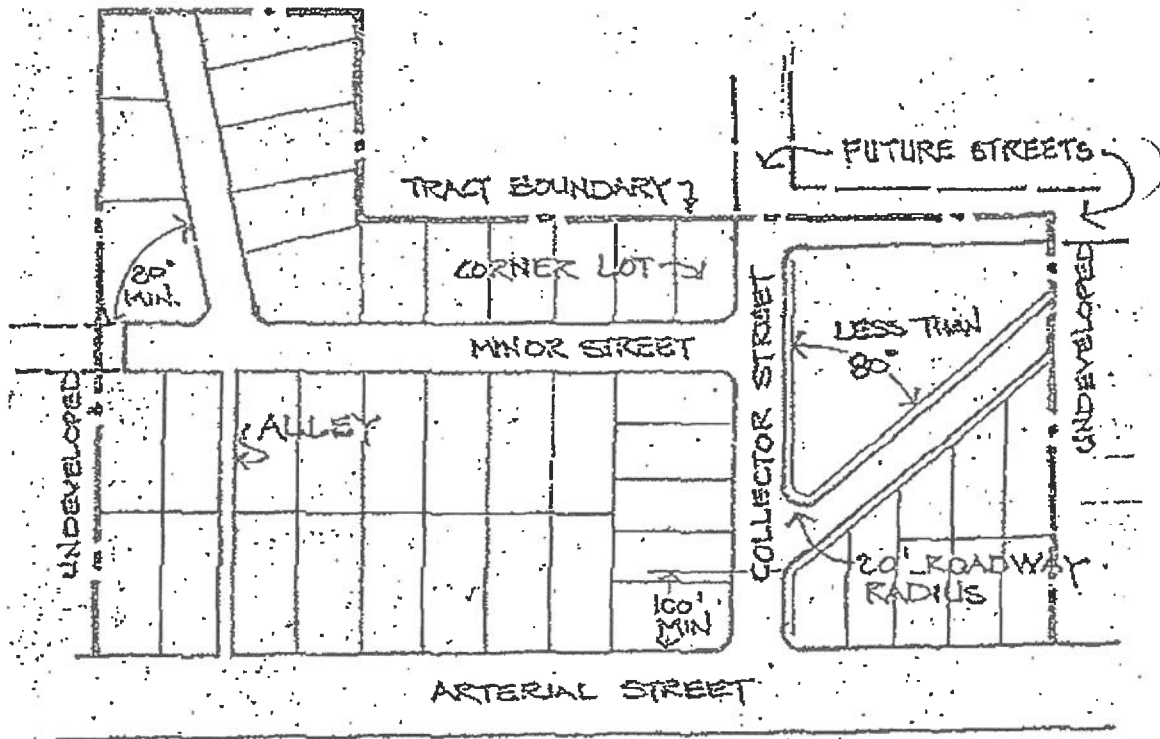 FUTURE STREETS
TRACT BOUNDARY
CORNER LOT
80°
MIN.
MINOR STREET
COLLECTOR STREET
LESS THAN
80°
UNDEVELOPED
ALLEY
UNDEVELOPED
20' ROADWAY
RADIUS
100'
MIN
ARTERIAL STREET